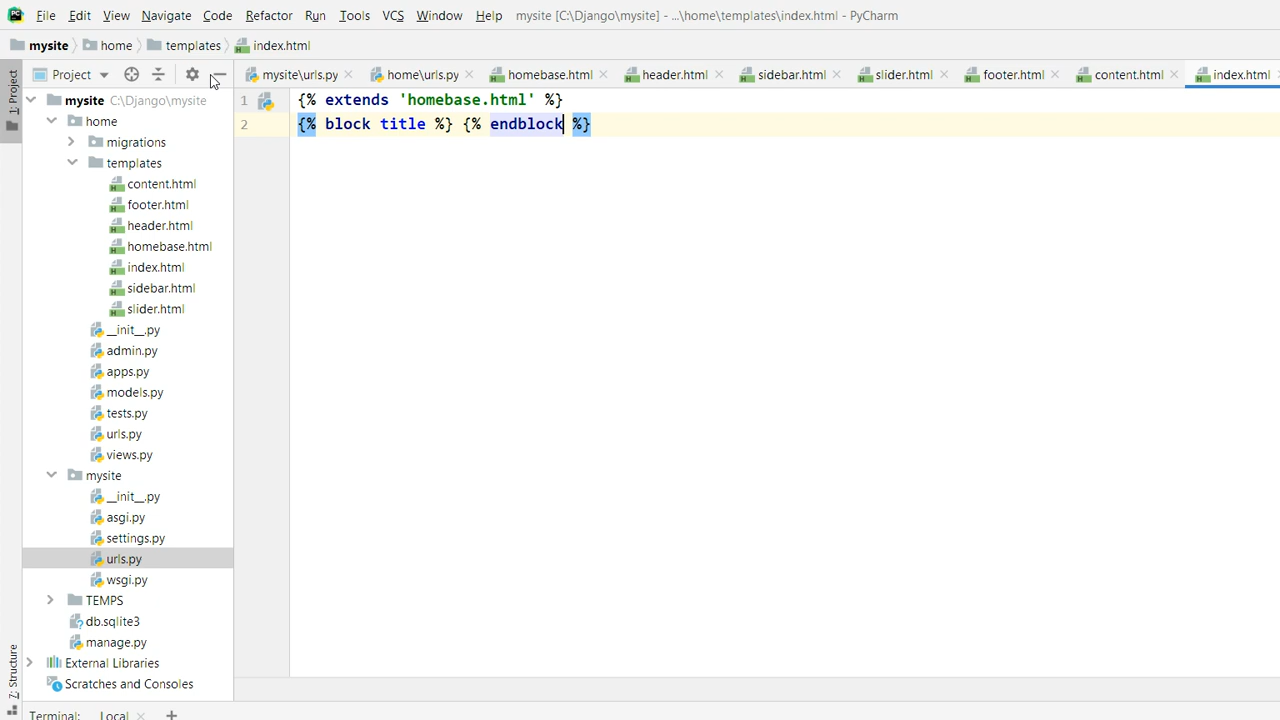 File Edit View Navigate Code Refactor Run Tools VCS Window Help mysite [C:\Django\mysite] - ...\home\templates\index.html - PyCharm
mysite home templates index.html
1: Project
Project
mysite\urls.py home\urls.py homebase.html header.html sidebar.html slider.html footer.html content.html index.html
mysite C:\Django\mysite
home
migrations
templates
content.html
footer.html
header.html
homebase.html
index.html
sidebar.html
slider.html
__init__.py
admin.py
apps.py
models.py
tests.py
urls.py
views.py
mysite
__init__.py
asgi.py
settings.py
urls.py
wsgi.py
TEMPS
db.sqlite3
manage.py
External Libraries
Scratches and Consoles
1 {% extends 'homebase.html' %}
2 {% block title %} {% endblock %}
Z: Structure
Terminal: Local +